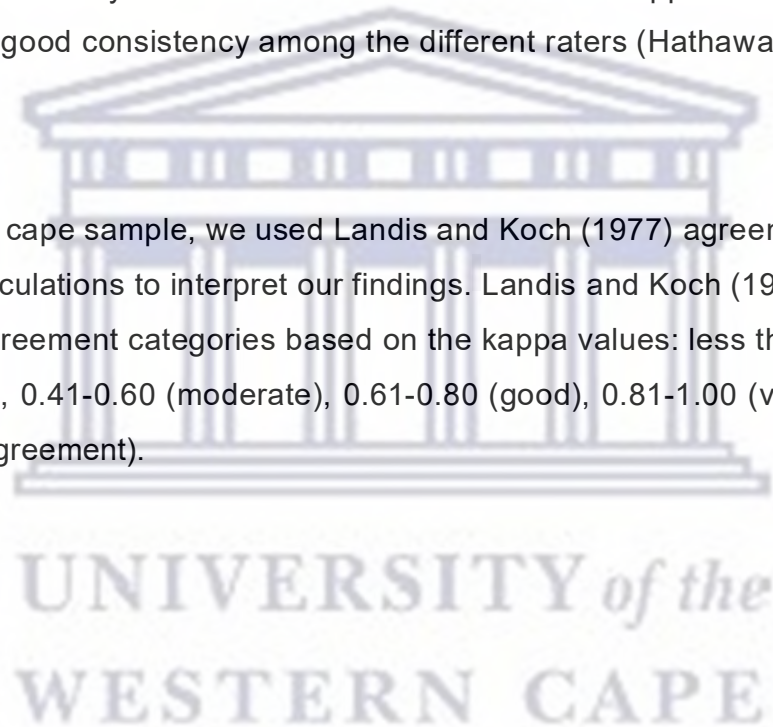 good consistency among the different raters (Hathawa
cape sample, we used Landis and Koch (1977) agreer
culations to interpret our findings. Landis and Koch (19
reement categories based on the kappa values: less th
, 0.41-0.60 (moderate), 0.61-0.80 (good), 0.81-1.00 (v
greement).
UNIVERSITY of the
WESTERN CAPE